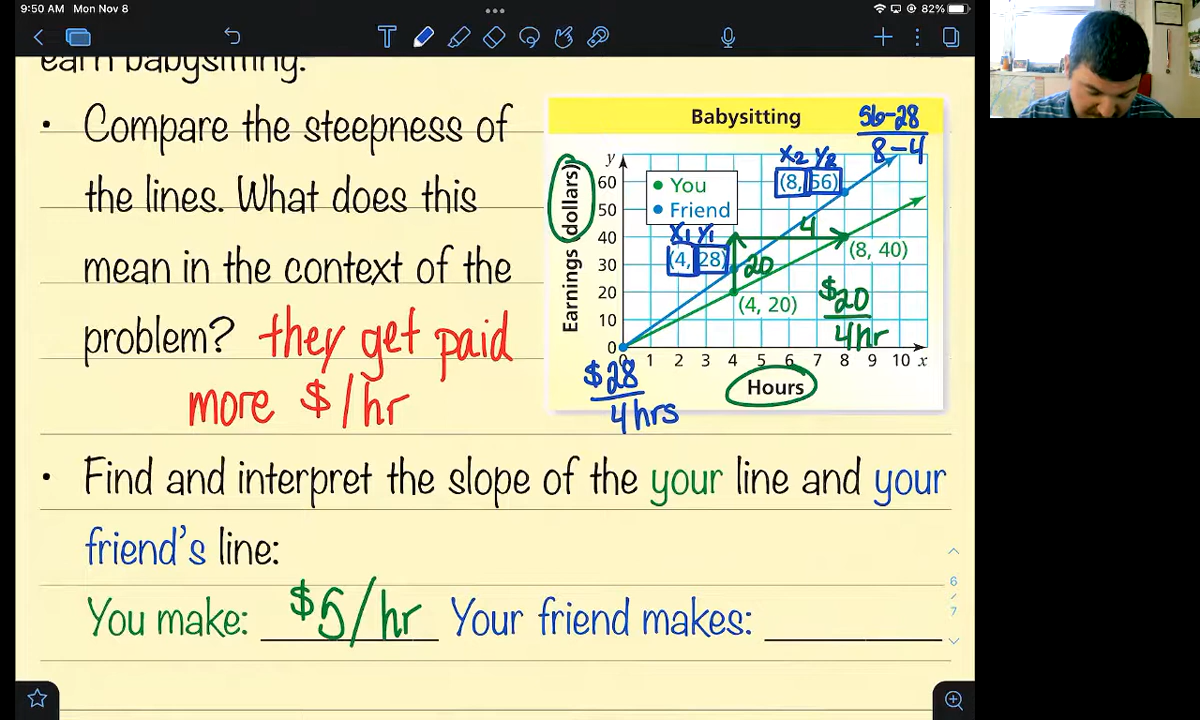 9:50 AM Mon Nov 8
82%
earn babysitting.
• Compare the steepness of
the lines. What does this
mean in the context of the
problem? they get paid
more $/hr
Babysitting
56-28
8-4
y
X2 Y2
60
You
(8, 56)
50
Friend
X1 Y1
40
4
(8, 40)
(4, 28)
30
20
20
(4, 20)
$20
4hr
10
0
0 1 2 3 4 5 6 7 8 9 10 x
Earnings (dollars)
Hours
$28
4hrs
• Find and interpret the slope of the your line and your
friend's line:
You make: $5/hr Your friend makes: 
6
/
7